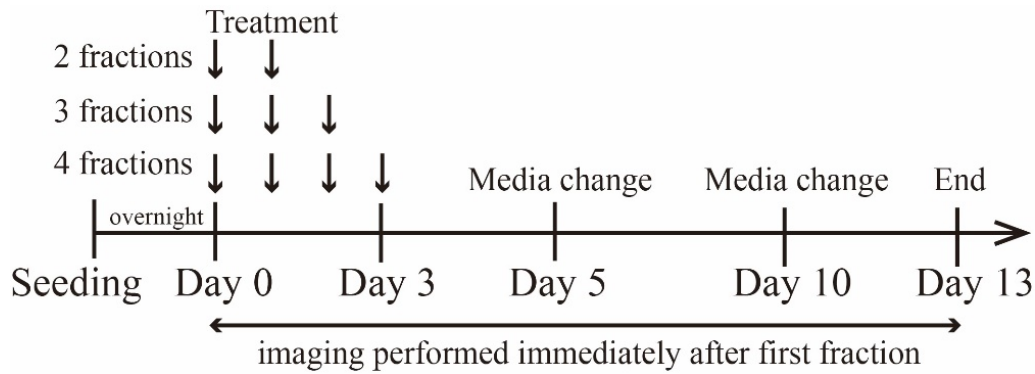 Treatment
2 fractions
3 fractions
4 fractions
Media change Media change End
overnight
Seeding Day 0 Day 3 Day 5 Day 10 Day 13
imaging performed immediately after first fraction